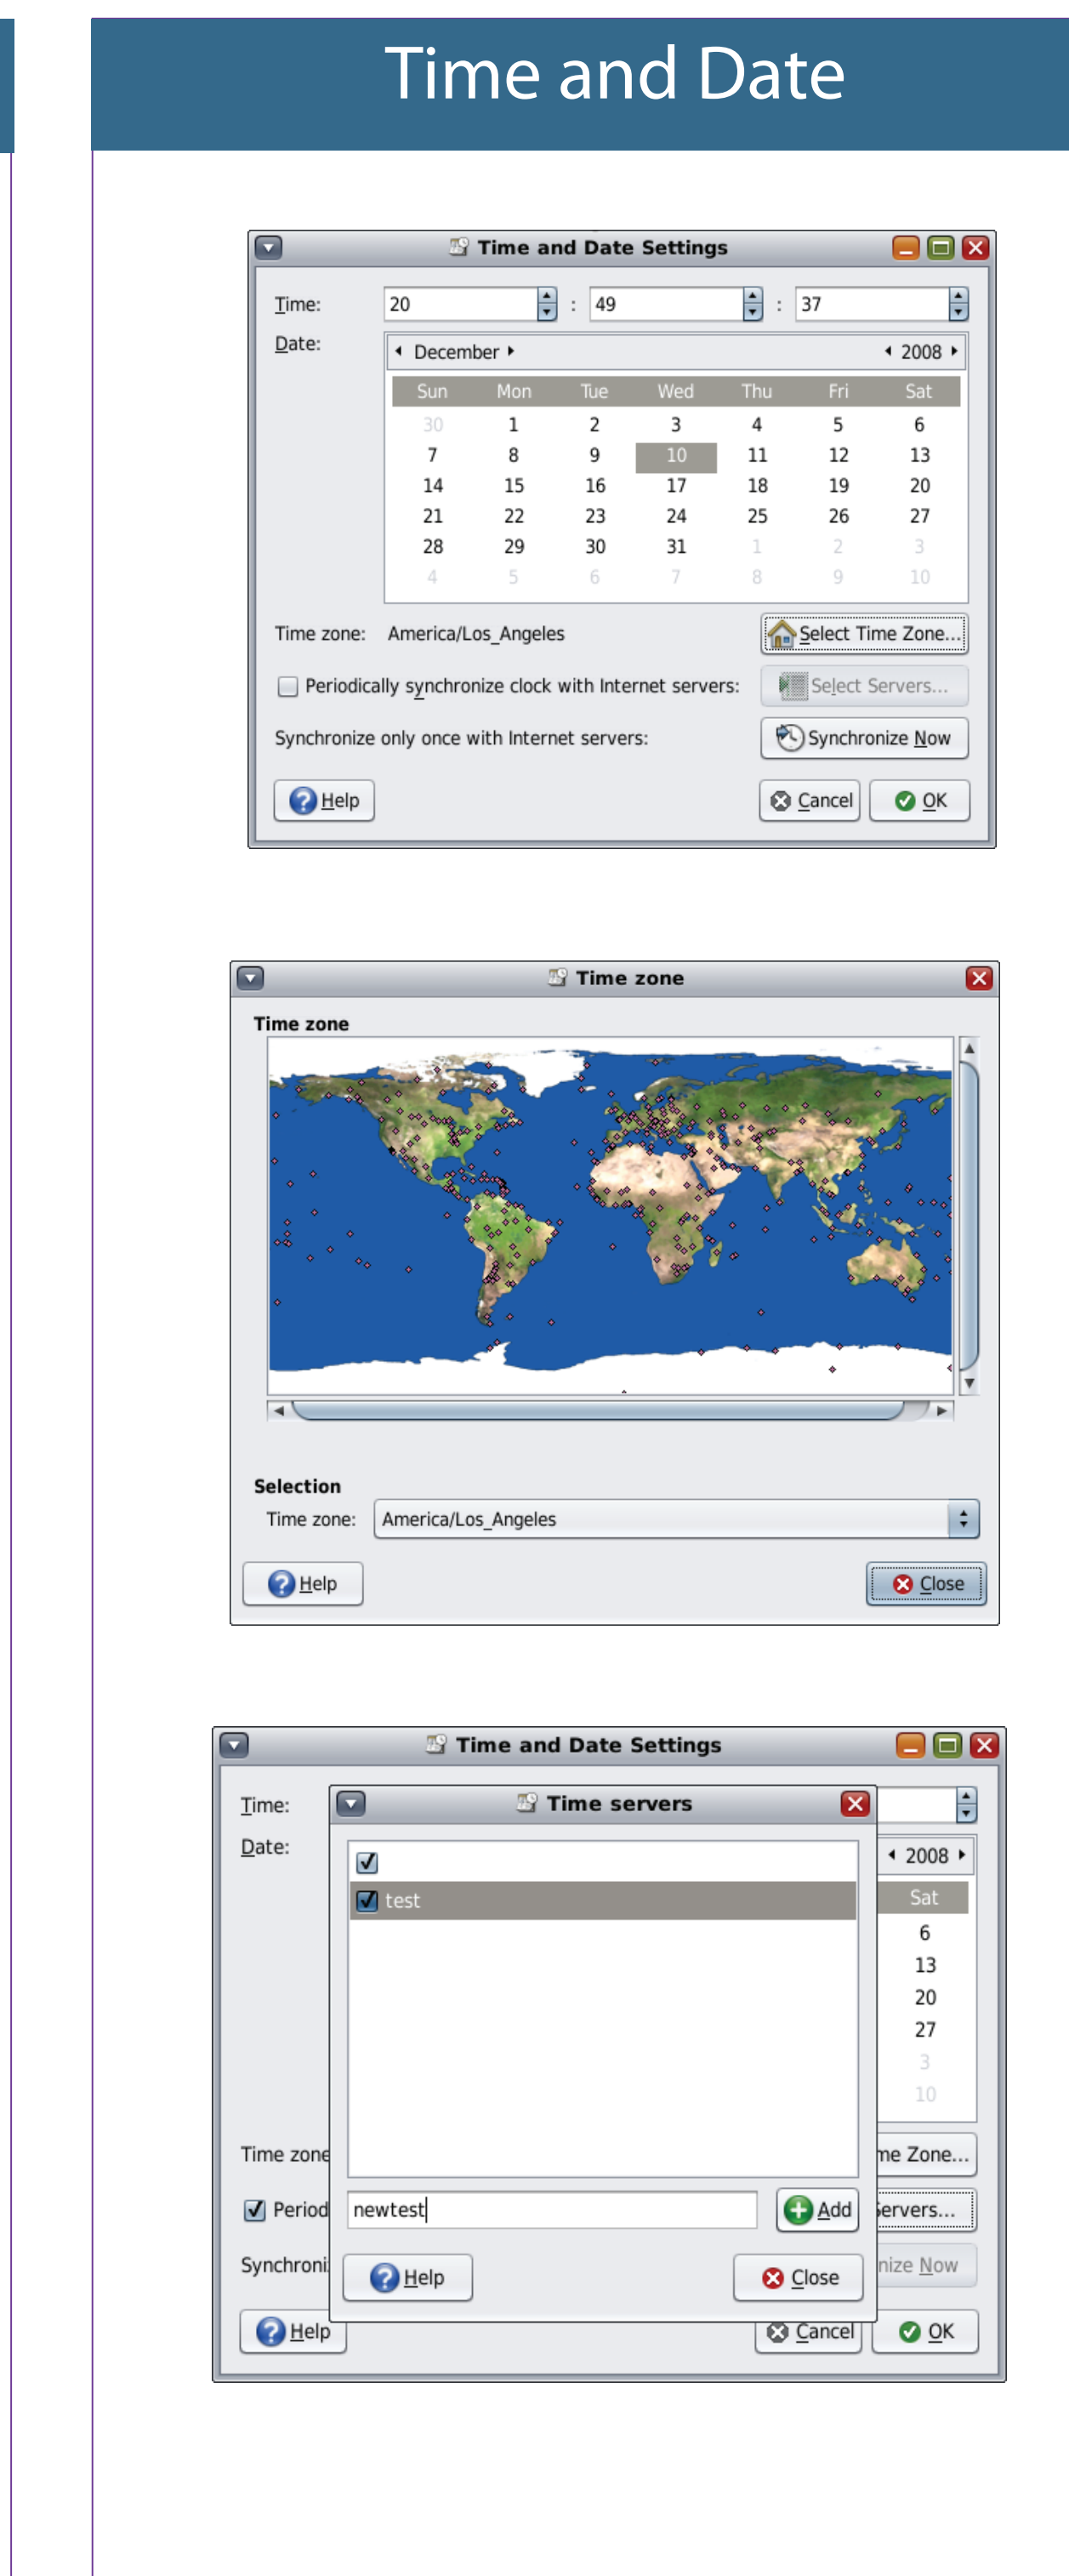 Time and Date
Time and Date Settings
Time: 20 : 49 : 37
Date: December 2008
Sun Mon Tue Wed Thu Fri Sat
30 1 2 3 4 5 6
7 8 9 10 11 12 13
14 15 16 17 18 19 20
21 22 23 24 25 26 27
28 29 30 31 1 2 3
4 5 6 7 8 9 10
Time zone: America/Los_Angeles Select Time Zone...
Periodically synchronize clock with Internet servers: Select Servers...
Synchronize only once with Internet servers: Synchronize Now
Help Cancel OK
Time zone
Time zone
Selection
Time zone: America/Los_Angeles
Help Close
Time and Date Settings
Time:
Time servers
Date:
2008
test
Sat
6
13
20
27
3
10
Time zone
me Zone...
Period
newtest Add
Servers...
Synchroni
nize Now
Help Close
Help Cancel OK